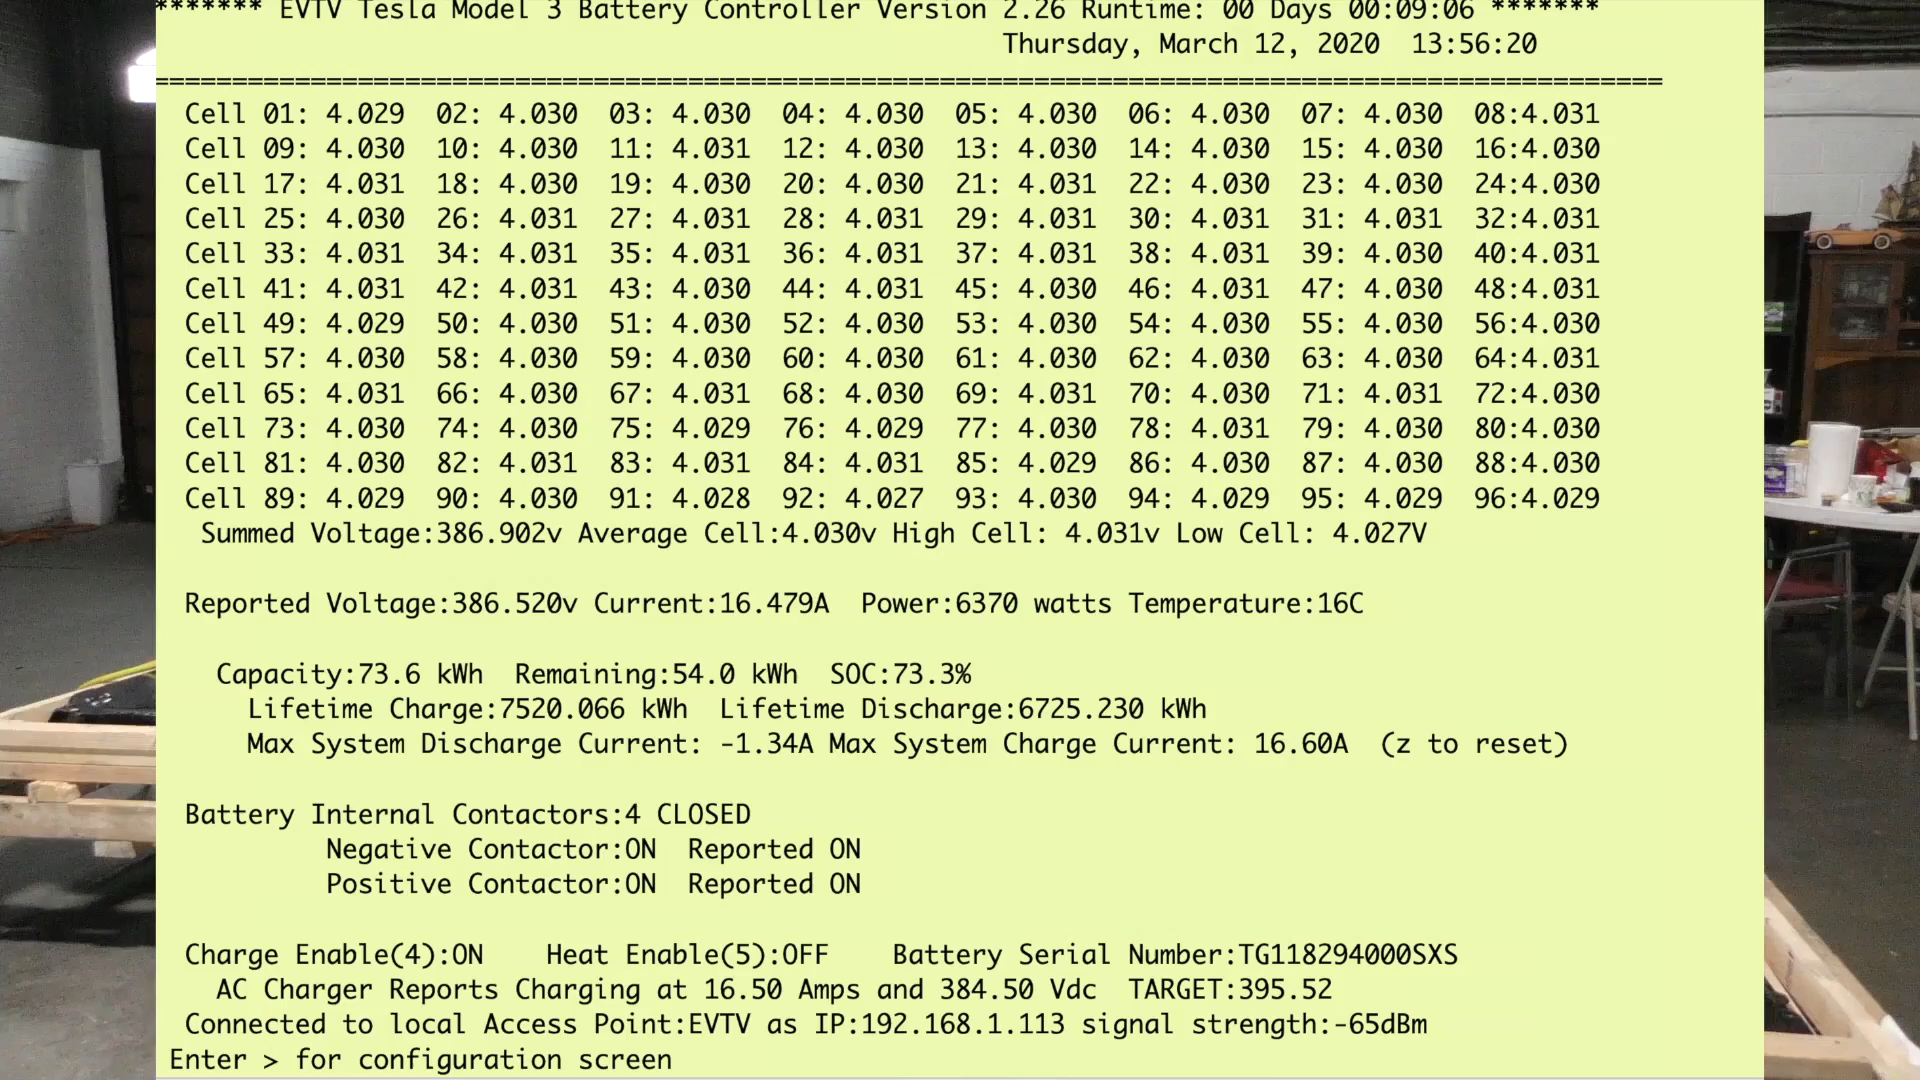 ******* EVTV Tesla Model 3 Battery Controller Version 2.26 Runtime: 00 Days 00:09:06 *******
Thursday, March 12, 2020 13:56:20
================================================================================================
Cell 01: 4.029 02: 4.030 03: 4.030 04: 4.030 05: 4.030 06: 4.030 07: 4.030 08:4.031
Cell 09: 4.030 10: 4.030 11: 4.031 12: 4.030 13: 4.030 14: 4.030 15: 4.030 16:4.030
Cell 17: 4.031 18: 4.030 19: 4.030 20: 4.030 21: 4.031 22: 4.030 23: 4.030 24:4.030
Cell 25: 4.030 26: 4.031 27: 4.031 28: 4.031 29: 4.031 30: 4.031 31: 4.031 32:4.031
Cell 33: 4.031 34: 4.031 35: 4.031 36: 4.031 37: 4.031 38: 4.031 39: 4.030 40:4.031
Cell 41: 4.031 42: 4.031 43: 4.030 44: 4.031 45: 4.030 46: 4.031 47: 4.030 48:4.031
Cell 49: 4.029 50: 4.030 51: 4.030 52: 4.030 53: 4.030 54: 4.030 55: 4.030 56:4.030
Cell 57: 4.030 58: 4.030 59: 4.030 60: 4.030 61: 4.030 62: 4.030 63: 4.030 64:4.031
Cell 65: 4.031 66: 4.030 67: 4.031 68: 4.030 69: 4.031 70: 4.030 71: 4.031 72:4.030
Cell 73: 4.030 74: 4.030 75: 4.029 76: 4.029 77: 4.030 78: 4.031 79: 4.030 80:4.030
Cell 81: 4.030 82: 4.031 83: 4.031 84: 4.031 85: 4.029 86: 4.030 87: 4.030 88:4.030
Cell 89: 4.029 90: 4.030 91: 4.028 92: 4.027 93: 4.030 94: 4.029 95: 4.029 96:4.029
Summed Voltage:386.902v Average Cell:4.030v High Cell: 4.031v Low Cell: 4.027V
Reported Voltage:386.520v Current:16.479A Power:6370 watts Temperature:16C
Capacity:73.6 kWh Remaining:54.0 kWh SOC:73.3%
Lifetime Charge:7520.066 kWh Lifetime Discharge:6725.230 kWh
Max System Discharge Current: -1.34A Max System Charge Current: 16.60A (z to reset)
Battery Internal Contactors:4 CLOSED
Negative Contactor:ON Reported ON
Positive Contactor:ON Reported ON
Charge Enable(4):ON Heat Enable(5):OFF Battery Serial Number:TG118294000SXS
AC Charger Reports Charging at 16.50 Amps and 384.50 Vdc TARGET:395.52
Connected to local Access Point:EVTV as IP:192.168.1.113 signal strength:-65dBm
Enter > for configuration screen